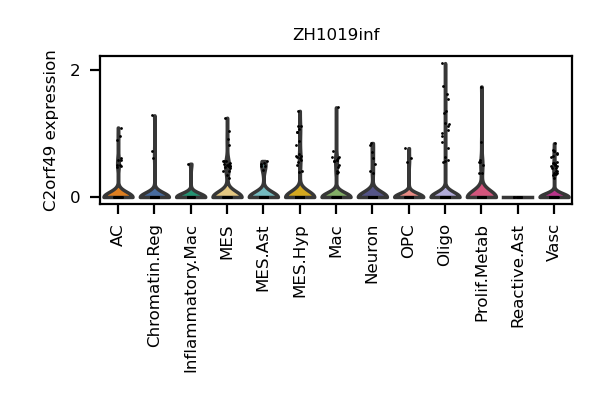 ZH1019inf
C2orf49 expression
2
0
AC
Chromatin.Reg
Inflammatory.Mac
MES
MES.Ast
MES.Hyp
Mac
Neuron
OPC
Oligo
Prolif.Metab
Reactive.Ast
Vasc